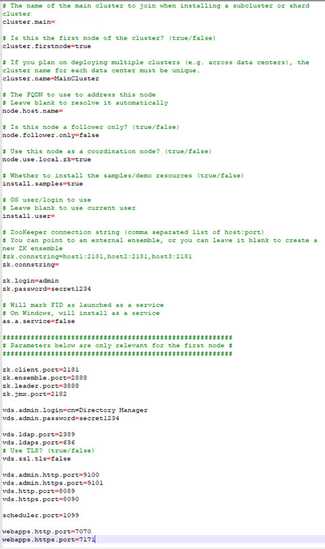 # The name of the main cluster to join when installing a subcluster or shard
cluster
cluster.main=
# Is this the first node of the cluster? (true/false)
cluster.firstnode=true
# If you plan on deploying multiple clusters (e.g. across data centers), the
cluster name for each data center must be unique.
cluster.name=MainCluster
# The FQDN to use to address this node
# Leave blank to resolve it automatically
node.host.name=
# Is this node a follower only? (true/false)
node.follower.only=false
# Use this node as a coordination node? (true/false)
node.use.local.zk=true
# Whether to install the samples/demo resources (true/false)
install.samples=true
# OS user/login to use
# Leave blank to use current user
install.user=
# ZooKeeper connection string (comma separated list of host:port)
# You can point to an external ensemble, or you can leave it blank to create a
new ZK ensemble
#zk.connstring=host1:2181,host2:2181,host3:2181
zk.connstring=
zk.login=admin
zk.password=secret1234
# Will mark FID as launched as a service
# On Windows, will install as a service
as.a.service=false
##########################################################
# Parameters below are only relevant for the first node #
##########################################################
zk.client.port=2181
zk.ensemble.port=2888
zk.leader.port=3888
zk.jmx.port=2182
vds.admin.login=cn=Directory Manager
vds.admin.password=secret1234
vds.ldap.port=2389
vds.ldaps.port=636
# Use TLS? (true/false)
vds.ssl.tls=false
vds.admin.http.port=9100
vds.admin.https.port=9101
vds.http.port=8089
vds.https.port=8090
scheduler.port=1099
webapps.http.port=7070
webapps.https.port=7171